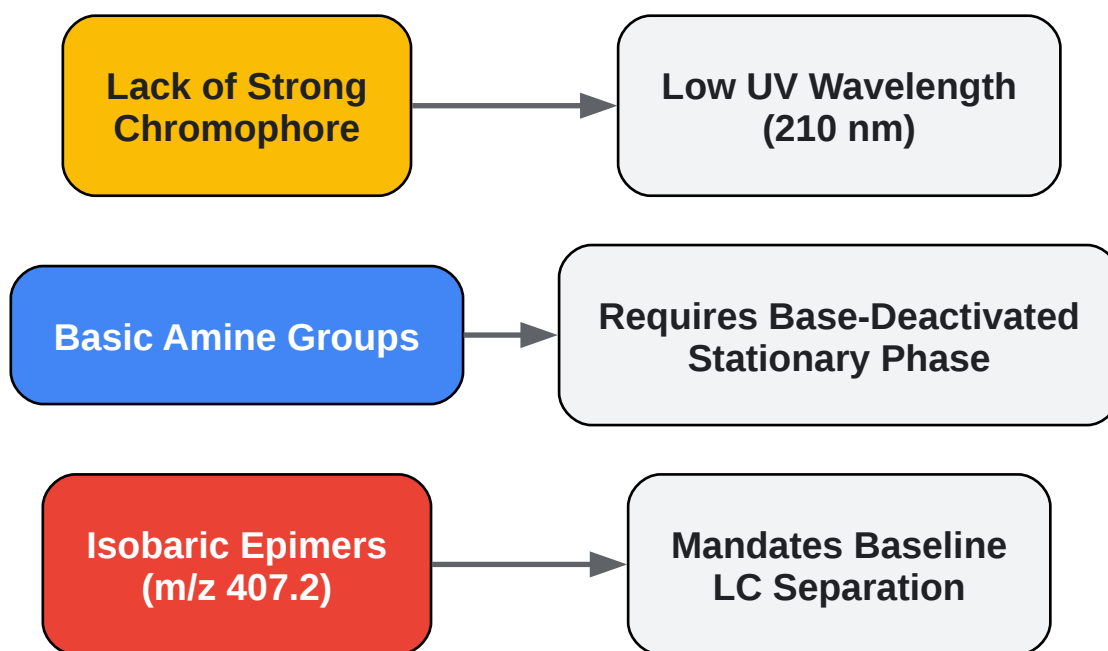 Lack of Strong
Chromophore
Low UV Wavelength
(210 nm)
Basic Amine Groups
Requires Base-Deactivated
Stationary Phase
Isobaric Epimers
(m/z 407.2)
Mandates Baseline
LC Separation